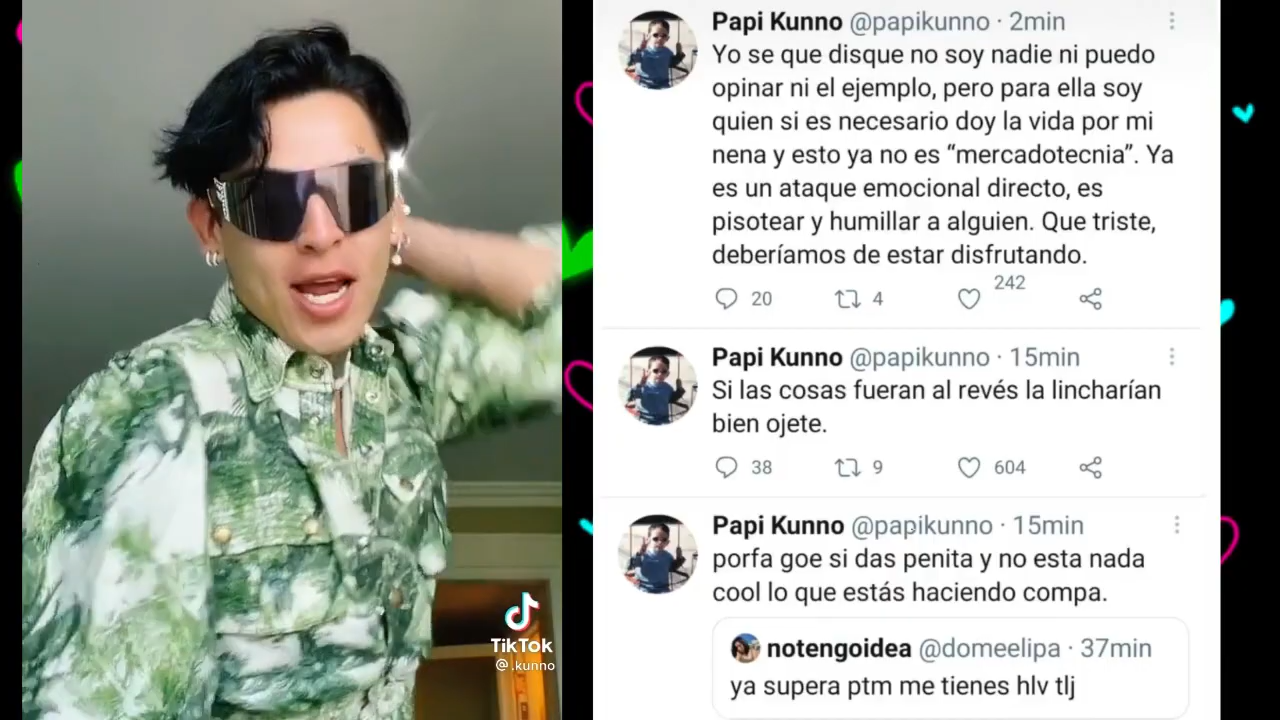 TikTok
@.kunno
Papi Kunno @papikunno · 2min
Yo se que disque no soy nadie ni puedo
opinar ni el ejemplo, pero para ella soy
quien si es necesario doy la vida por mi
nena y esto ya no es “mercadotecnia”. Ya
es un ataque emocional directo, es
pisotear y humillar a alguien. Que triste,
deberíamos de estar disfrutando.
20 4 242
Papi Kunno @papikunno · 15min
Si las cosas fueran al revés la lincharían
bien ojete.
38 9 604
Papi Kunno @papikunno · 15min
porfa goe si das penita y no esta nada
cool lo que estás haciendo compa.
notengoidea @domeelipa · 37min
ya supera ptm me tienes hlv tlj